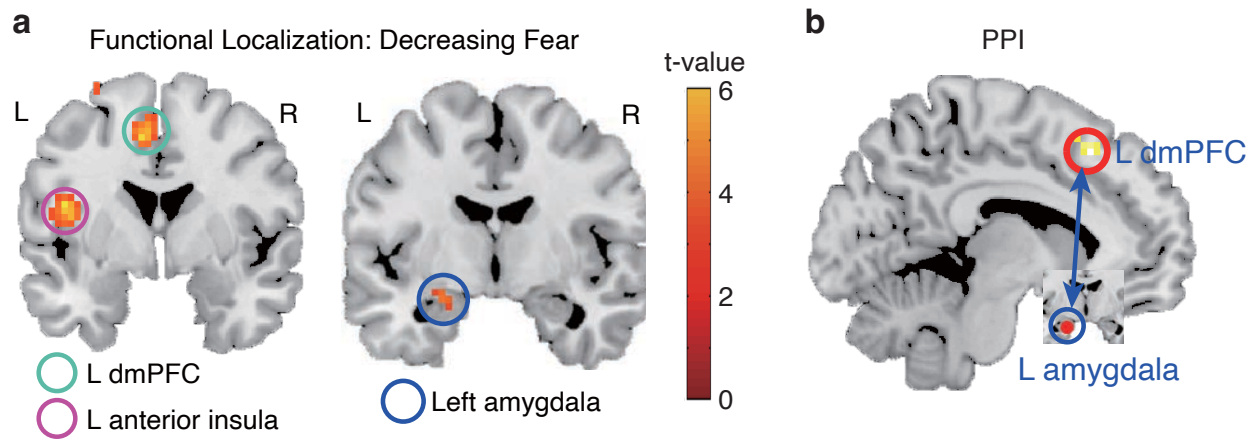 a
Functional Localization: Decreasing Fear
L
R
L
R
L dmPFC
L anterior insula
Left amygdala
t-value
6
4
2
0
b
PPI
L dmPFC
L amygdala